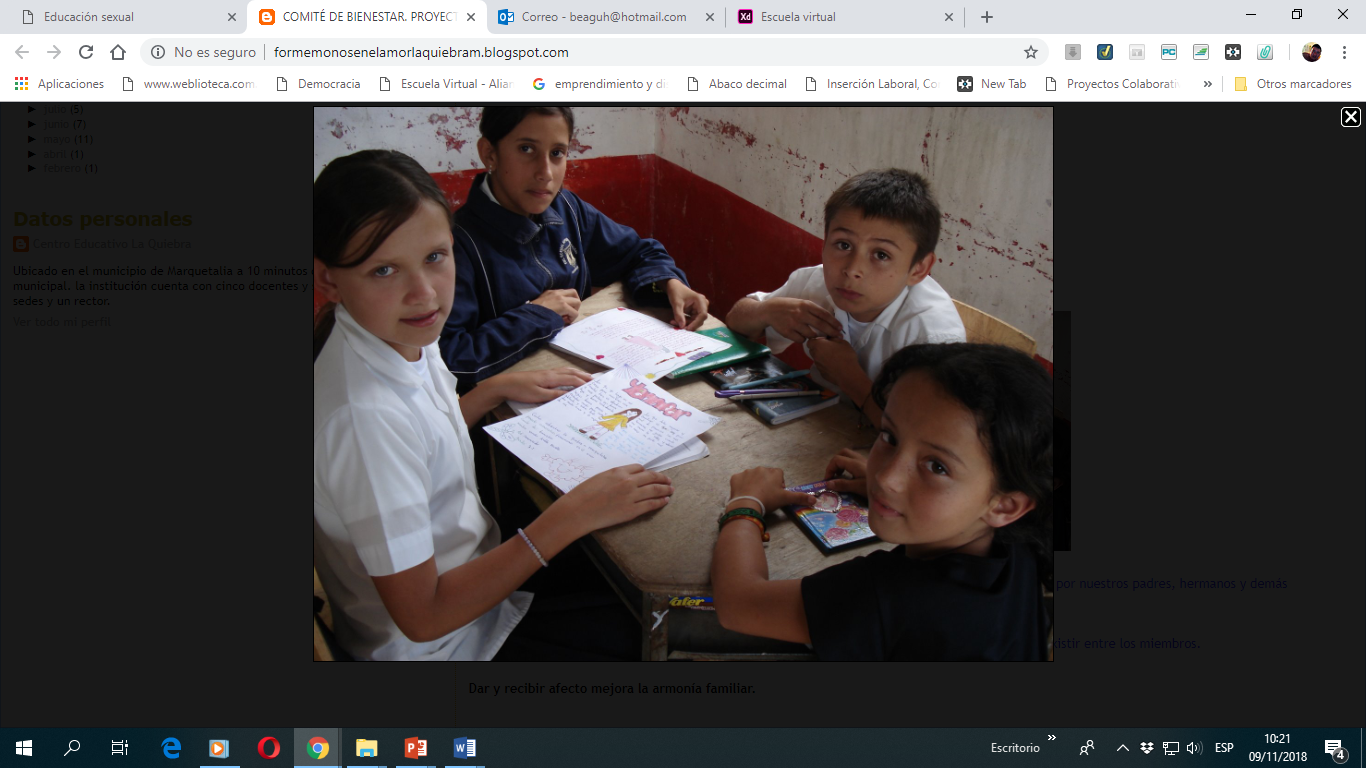 Educación sexual
COMITÉ DE BIENESTAR. PROYECT
Correo - beaguh@hotmail.com
Escuela virtual
No es seguro
formemonosenelamorlaquiebram.blogspot.com
Aplicaciones
www.weblioteca.com
Democracia
Escuela Virtual - Alian
emprendimiento y di
Abaco decimal
Inserción Laboral, Co
New Tab
Proyectos Colaborativ
»
Otros marcadores
► julio (5)
► junio (7)
► mayo (11)
► abril (1)
► febrero (1)
Datos personales
Centro Educativo La Quiebra
Ubicado en el municipio de Marquetalia a 10 minutos
municipal. la institución cuenta con cinco docentes y
sedes y un rector.
Ver todo mi perfil
por nuestros padres, hermanos y demás
xistir entre los miembros.
Dar y recibir afecto mejora la armonía familiar.
Escritorio
»
ESP
10:21
09/11/2018
4